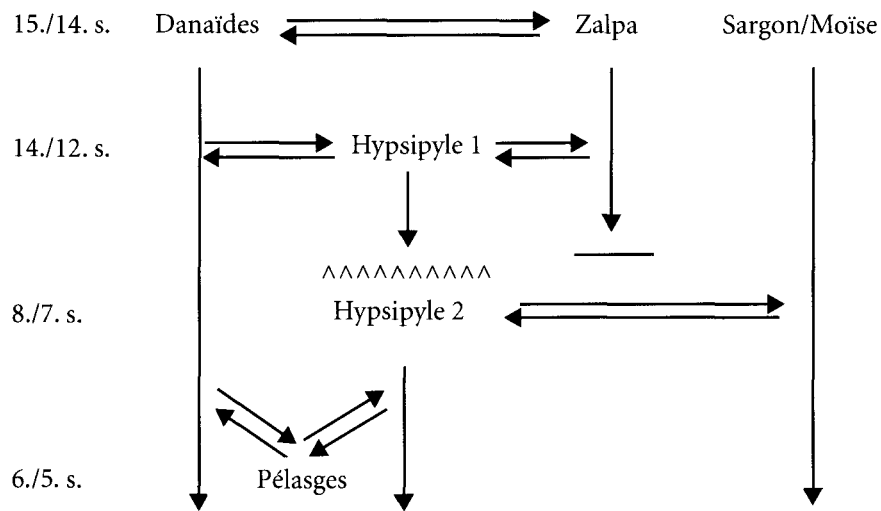 15./14. s. Danaïdes Zalpa Sargon/Moïse
14./12. s. Hypsipyle 1
^^^^^^^^^^
8./7. s. Hypsipyle 2
6./5. s. Pélasges